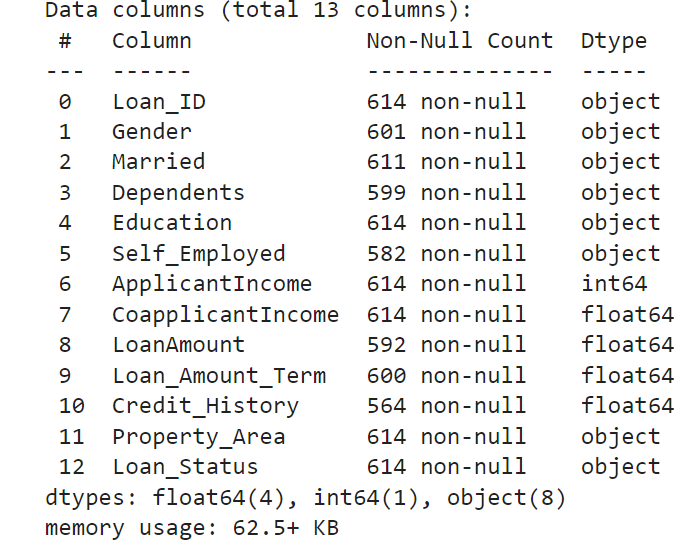 Data columns (total 13 columns):
 #   Column             Non-Null Count  Dtype
---  ------             --------------  -----
 0   Loan_ID            614 non-null    object
 1   Gender             601 non-null    object
 2   Married            611 non-null    object
 3   Dependents         599 non-null    object
 4   Education          614 non-null    object
 5   Self_Employed      582 non-null    object
 6   ApplicantIncome    614 non-null    int64
 7   CoapplicantIncome  614 non-null    float64
 8   LoanAmount         592 non-null    float64
 9   Loan_Amount_Term   600 non-null    float64
 10  Credit_History     564 non-null    float64
 11  Property_Area      614 non-null    object
 12  Loan_Status        614 non-null    object
dtypes: float64(4), int64(1), object(8)
memory usage: 62.5+ KB